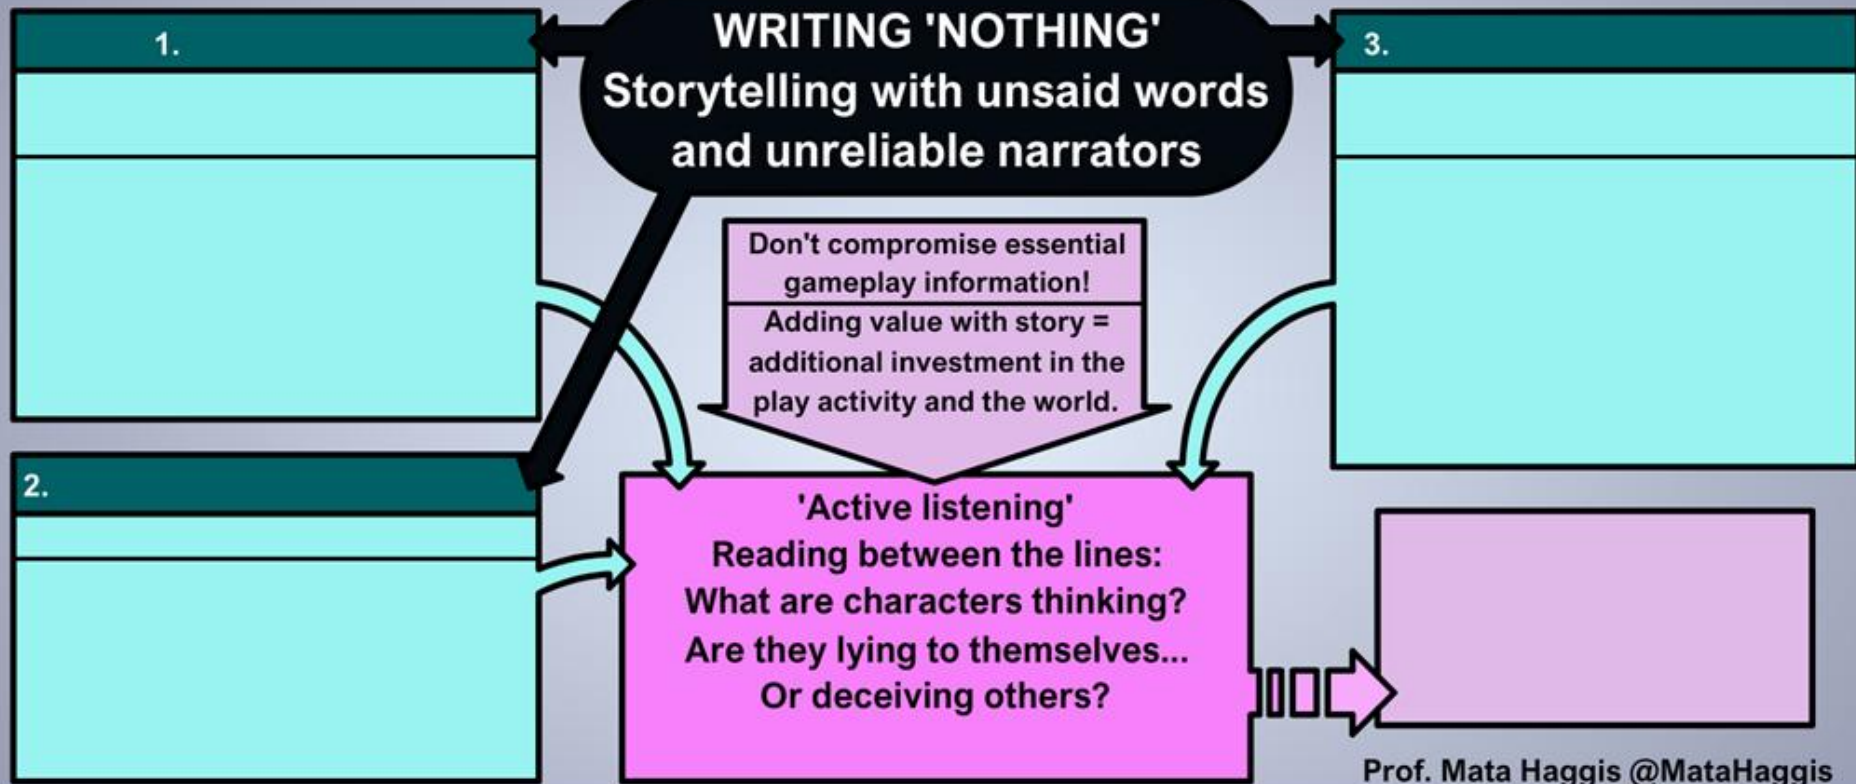 WRITING 'NOTHING'
Storytelling with unsaid words
and unreliable narrators
1.
2.
3.
Don't compromise essential
gameplay information!
Adding value with story =
additional investment in the
play activity and the world.
'Active listening'
Reading between the lines:
What are characters thinking?
Are they lying to themselves...
Or deceiving others?
Prof. Mata Haggis @MataHaggis